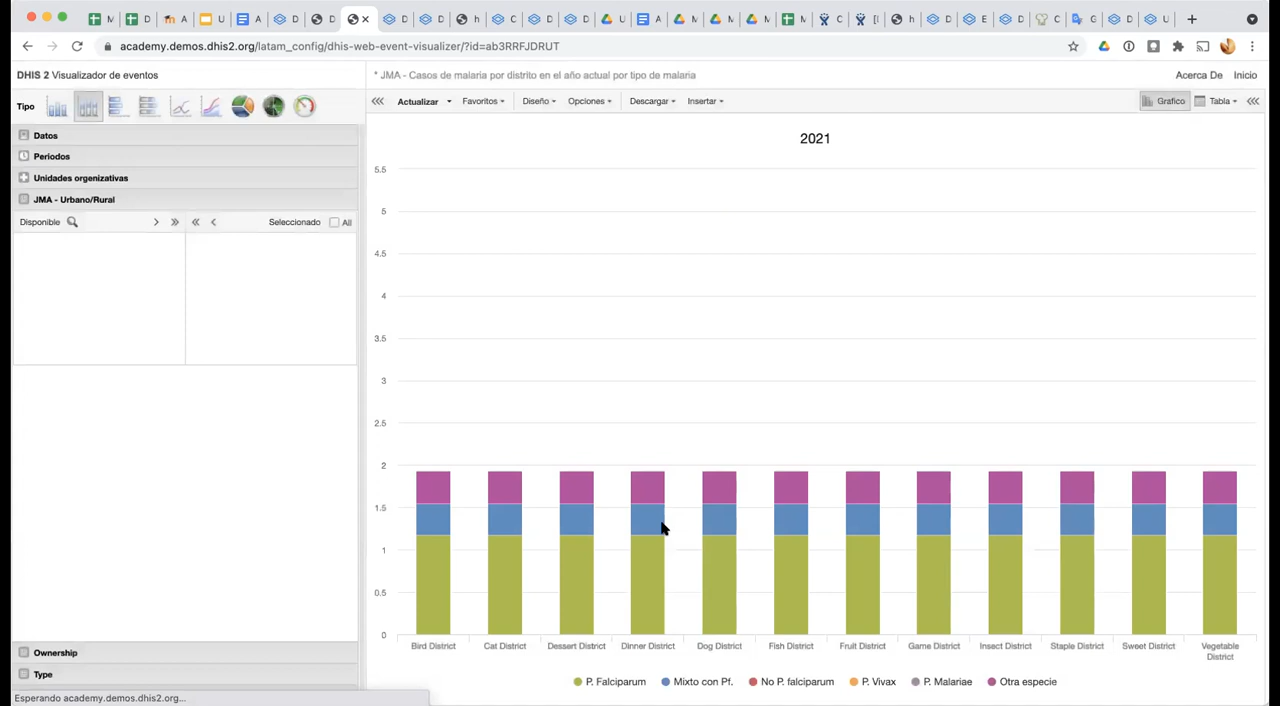 M D A U A D D D D C D D U A M M M C [( h D E D C G D U
academy.demos.dhis2.org/latam_config/dhis-web-event-visualizer/?id=ab3RRFJDRUT
DHIS 2 Visualizador de eventos
* JMA - Casos de malaria por distrito en el año actual por tipo de malaria
Acerca De Inicio
Tipo
Actualizar Favoritos Diseño Opciones Descargar Insertar Grafico Tabla
Datos
Periodos
Unidades organizativas
JMA - Urbano/Rural
Disponible Seleccionado All
Ownership
Type
Esperando academy.demos.dhis2.org...
2021
5.5
5
4.5
4
3.5
3
2.5
2
1.5
1
0.5
0
Bird District Cat District Dessert District Dinner District Dog District Fish District Fruit District Game District Insect District Staple District Sweet District Vegetable District
P. Falciparum Mixto con Pf. No P. falciparum P. Vivax P. Malariae Otra especie